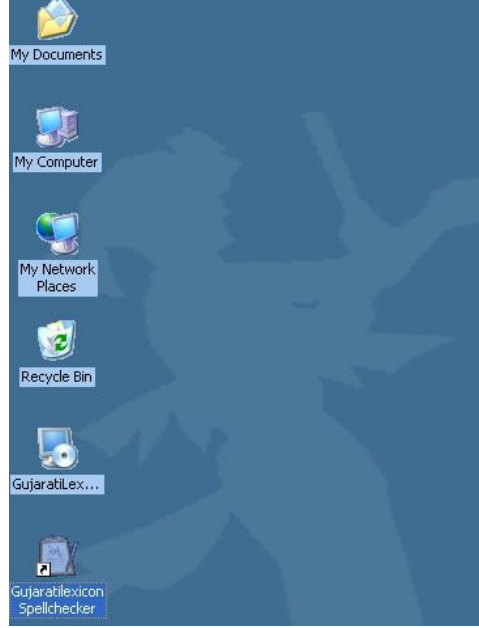 My Documents
My Computer
My Network
Places
Recycle Bin
GujaratiLex...
Gujaratilexicon
Spellchecker